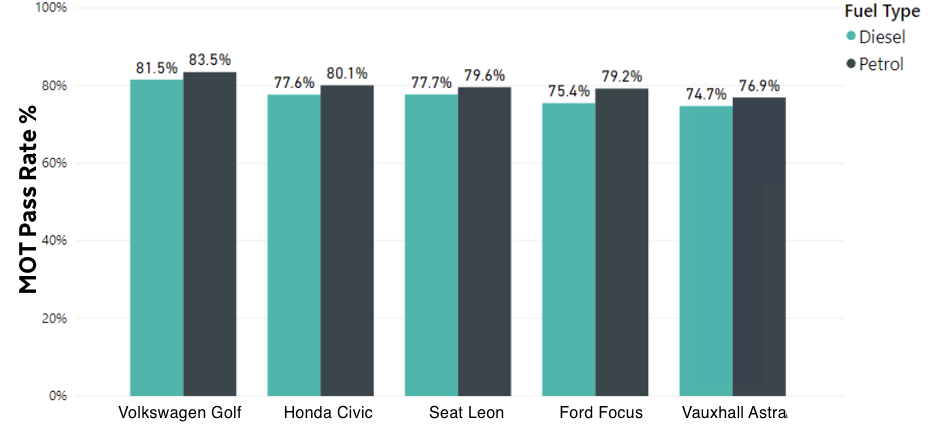 Fuel Type
Diesel
Petrol
MOT Pass Rate %
100%
80%
60%
40%
20%
0%
81.5% 83.5%
77.6% 80.1%
77.7% 79.6%
75.4% 79.2%
74.7% 76.9%
Volkswagen Golf
Honda Civic
Seat Leon
Ford Focus
Vauxhall Astra